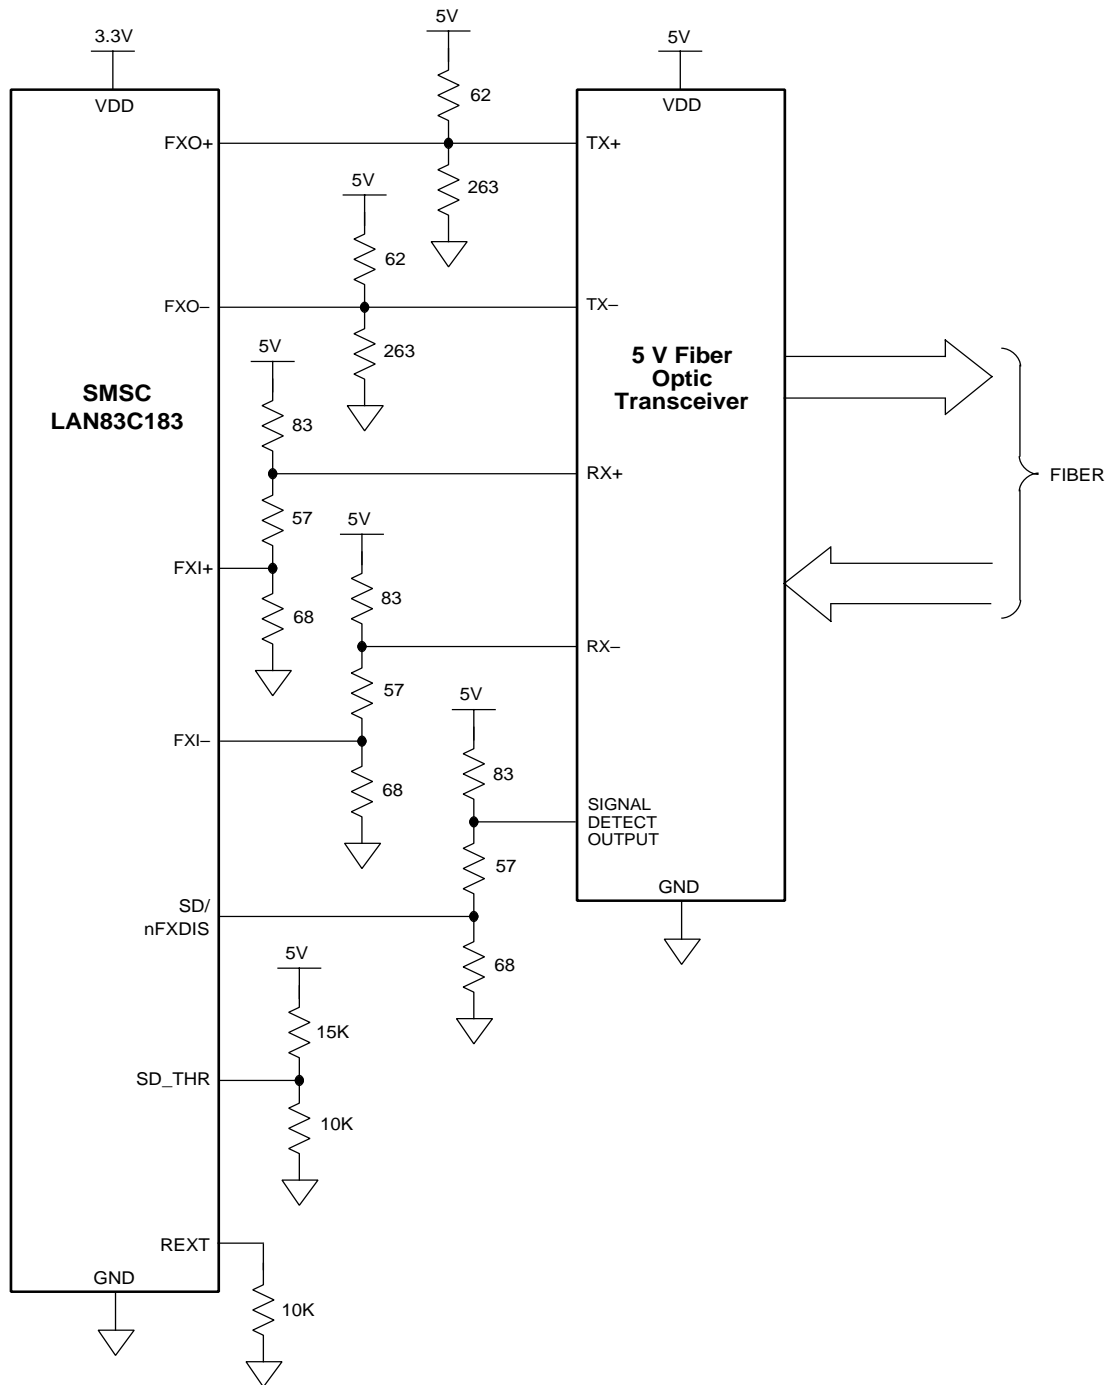 5V
3.3V
5V
VDD
VDD
62
FXO+
TX+
5V
263
62
FXO–
TX–
5V
263
5 V Fiber
Optic
Transceiver
SMSC
LAN83C183
83
RX+
FIBER
57
5V
FXI+
83
68
RX–
57
5V
FXI–
83
68
SIGNAL
DETECT
OUTPUT
57
GND
SD/
nFXDIS
5V
68
15K
SD_THR
10K
REXT
GND
10K